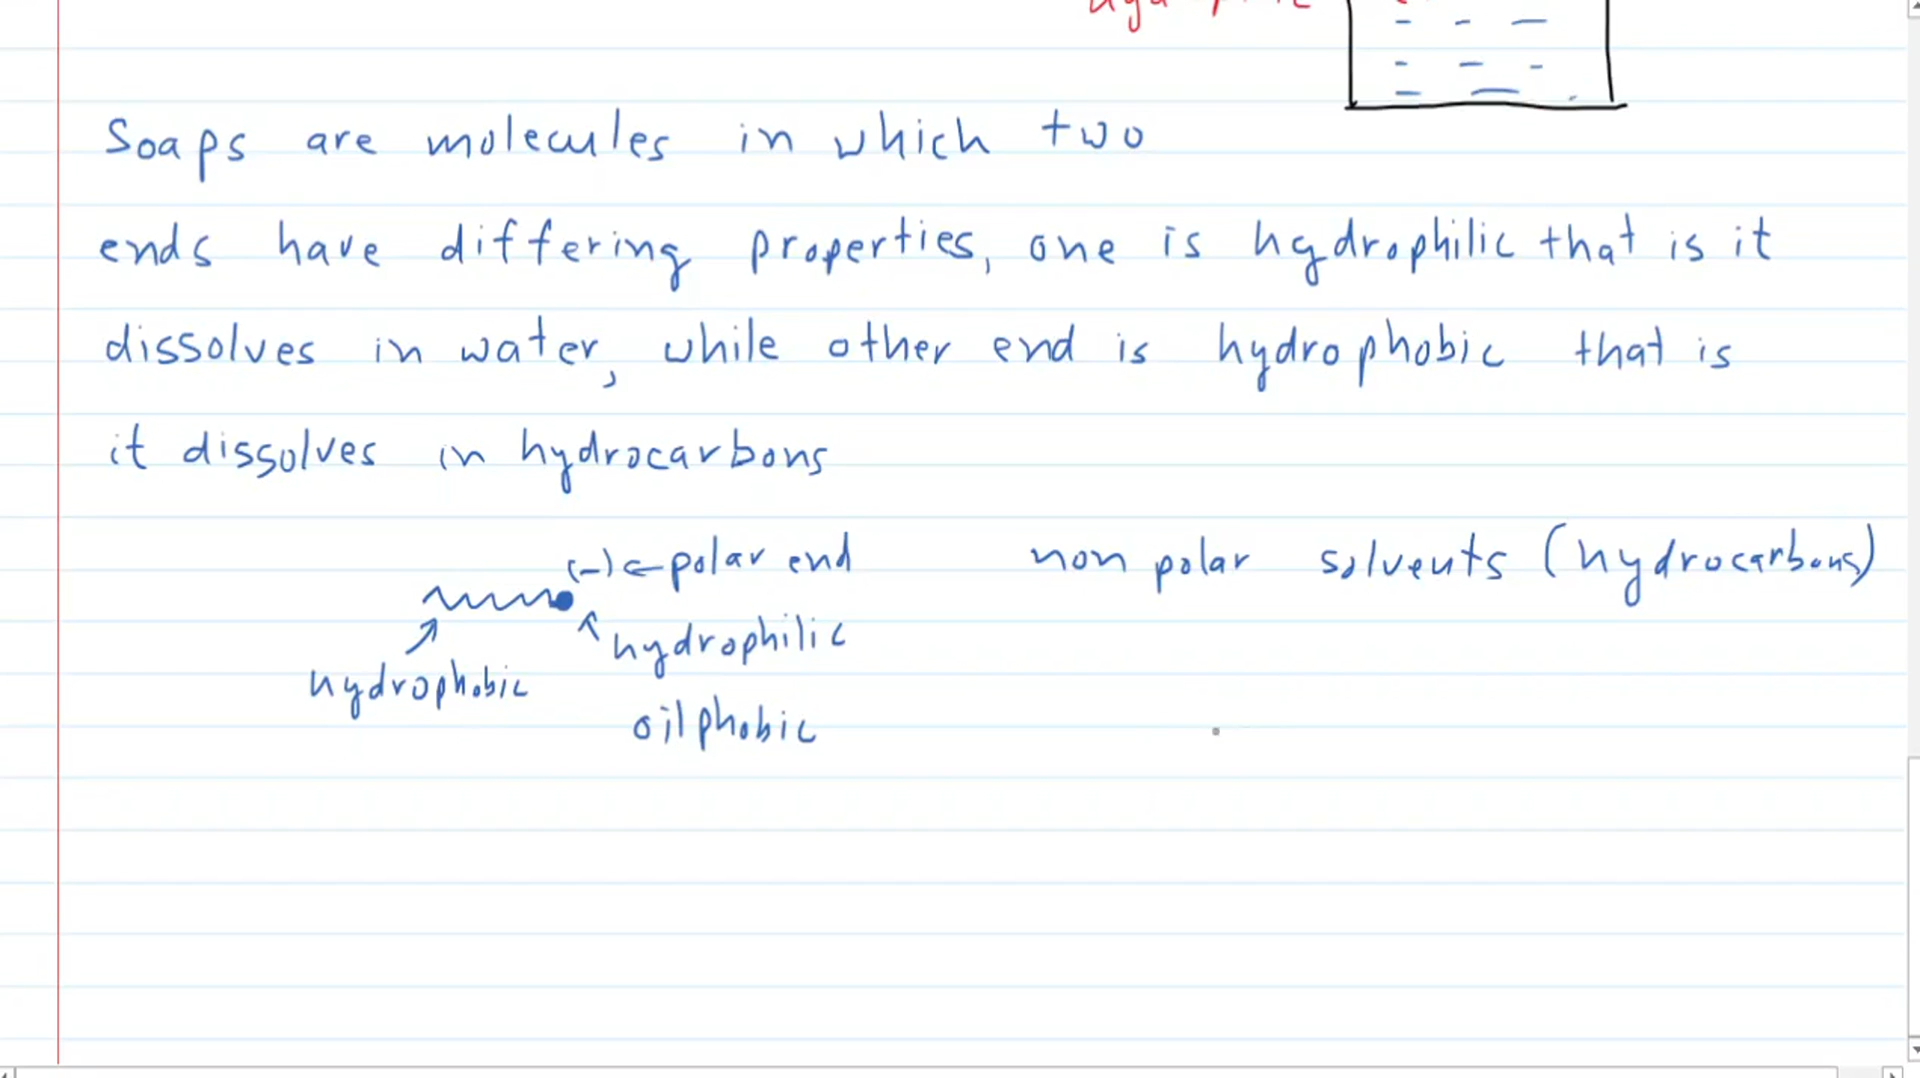 Soaps are molecules in which two
ends have differing properties, one is hydrophilic that is it
dissolves in water, while other end is hydrophobic that is
it dissolves in hydrocarbons
(-) ← polar end non polar solvents (hydrocarbons)
hydrophilic
hydrophobic
oilphobic